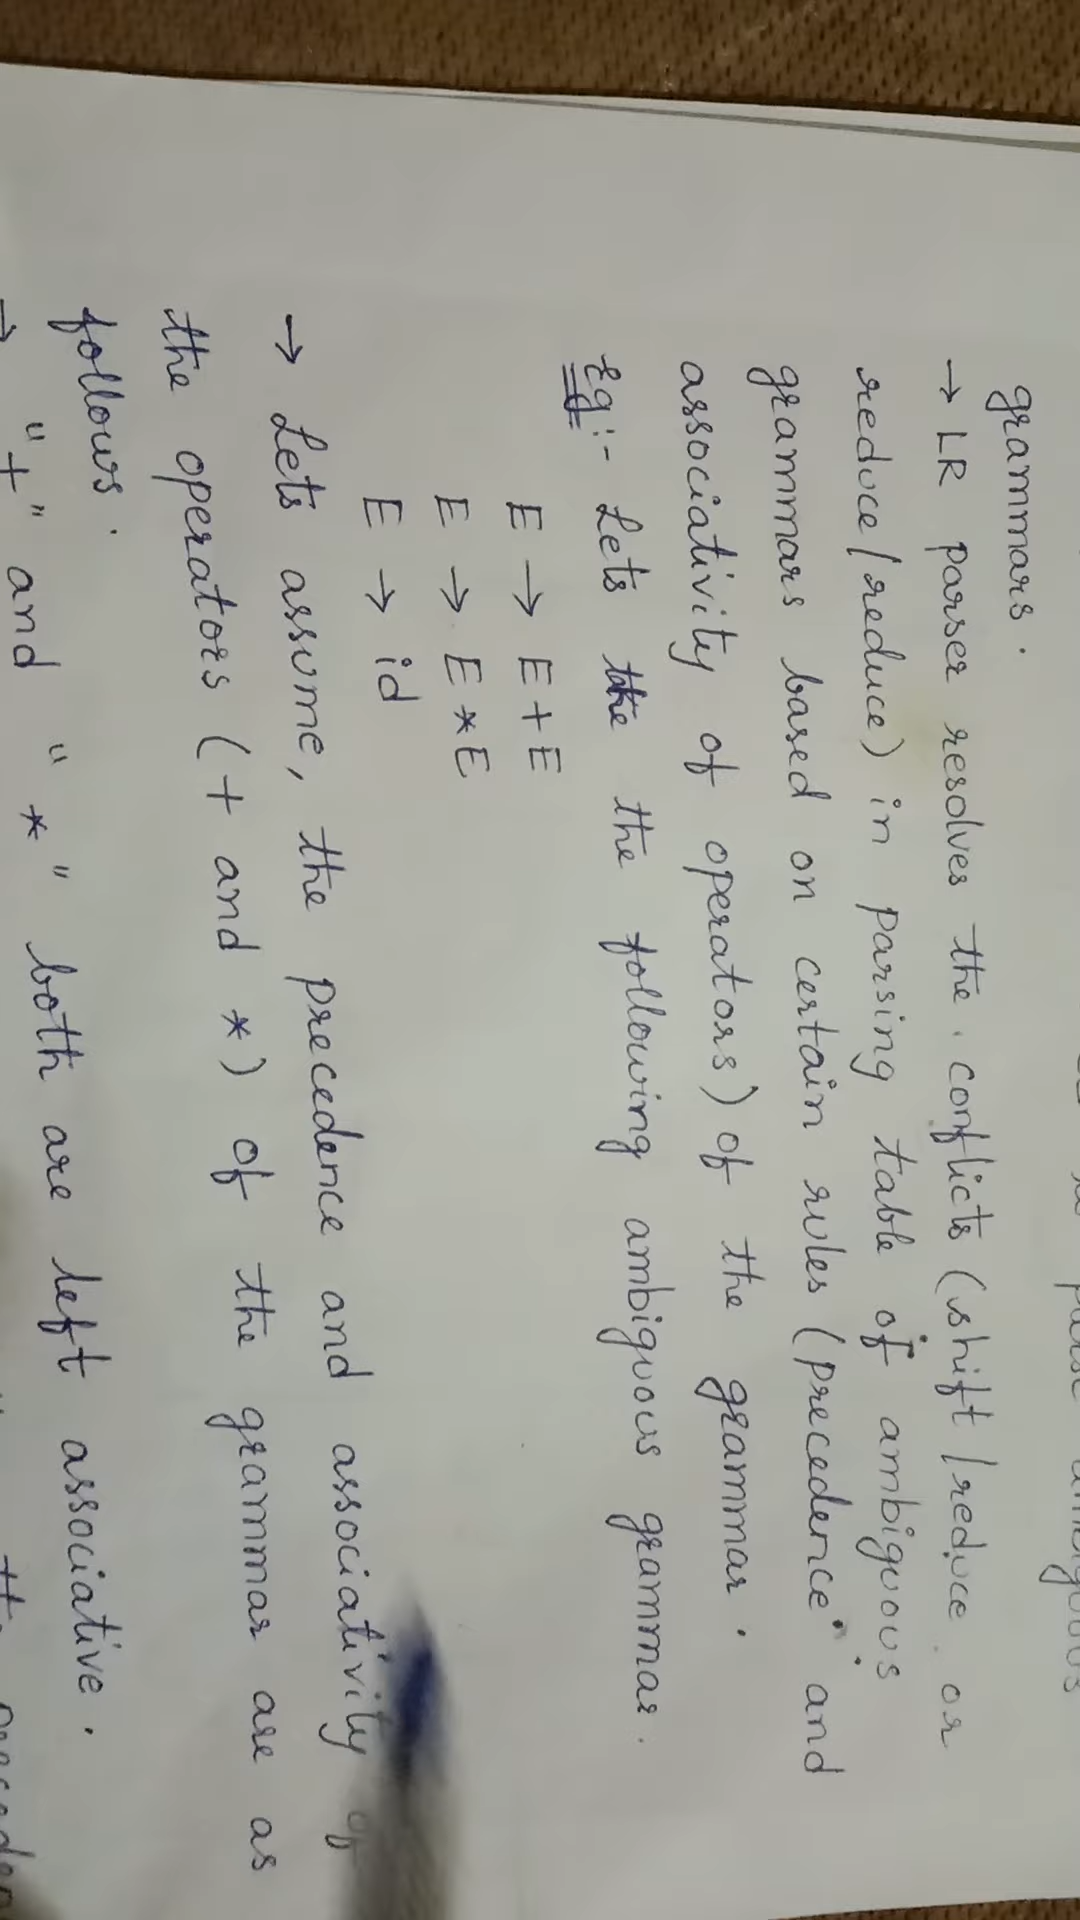 grammars.
→ LR parser resolves the conflicts (shift/reduce or
reduce/reduce) in parsing table of ambiguous
grammars based on certain rules (precedence and
associativity of operators) of the grammar.
Eg:- Lets take the following ambiguous grammar.
E → E + E
E → E * E
E → id
→ Lets assume, the precedence and associativity of
the operators (+ and *) of the grammar are as
follows.
→ "+" and "*" both are left associative.